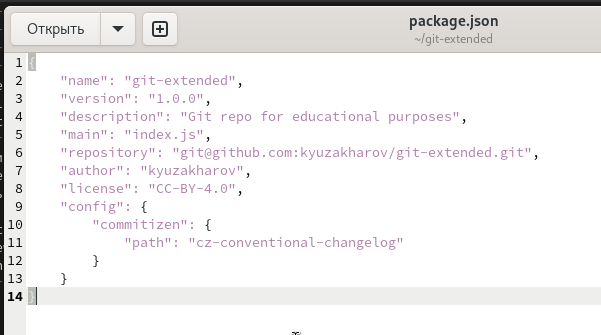 Открыть
package.json
~/git-extended
1 {
2 "name": "git-extended",
3 "version": "1.0.0",
4 "description": "Git repo for educational purposes",
5 "main": "index.js",
6 "repository": "git@github.com:kyuzakharov/git-extended.git",
7 "author": "kyuzakharov",
8 "license": "CC-BY-4.0",
9 "config": {
10 "commitizen": {
11 "path": "cz-conventional-changelog"
12 }
13 }
14 }